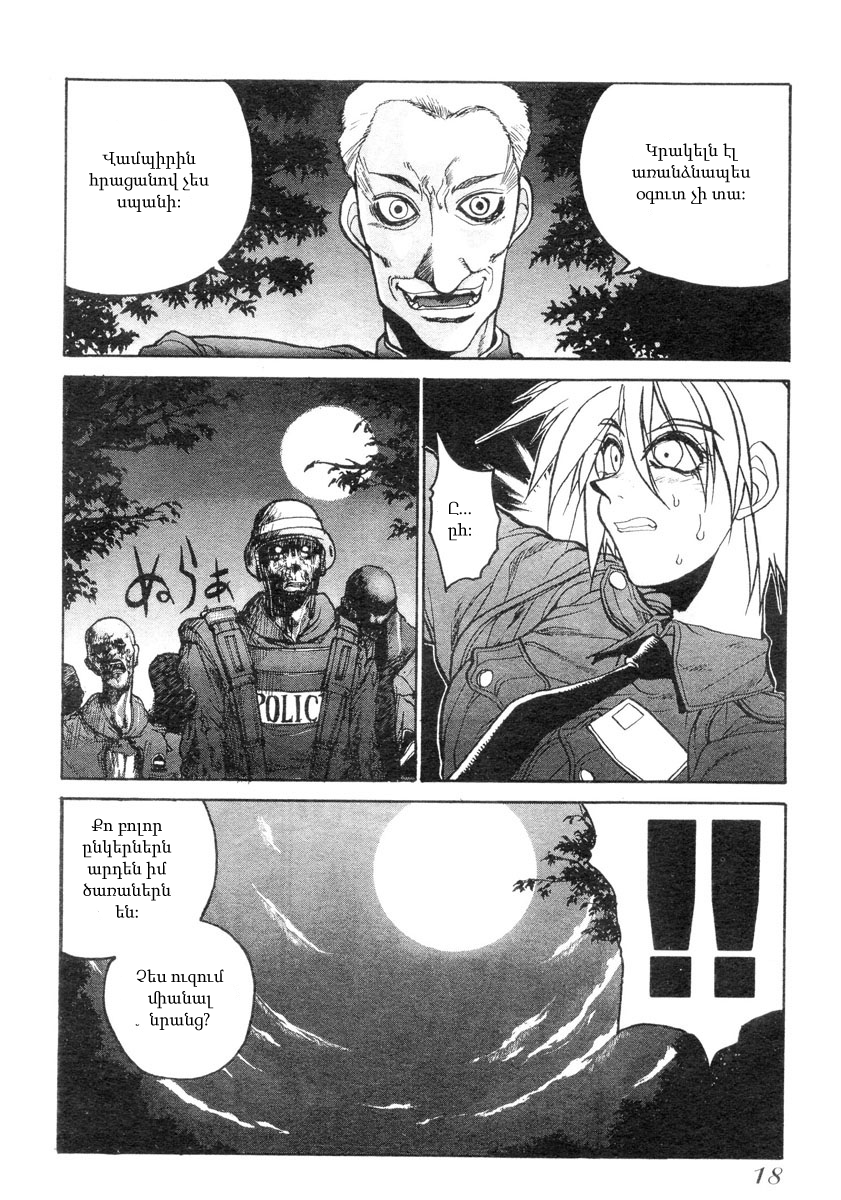 Կրակելն էլ
առանձնապես
օգուտ չի տա։
Վամպիրին
հրացանով չես
սպանի։
Ը...
ըհ։
ぬらぁ
POLIC
!!
Քո բոլոր
ընկերներն
արդեն իմ
ծառաներն
են։
Չես ուզում
միանալ
նրանց?
18